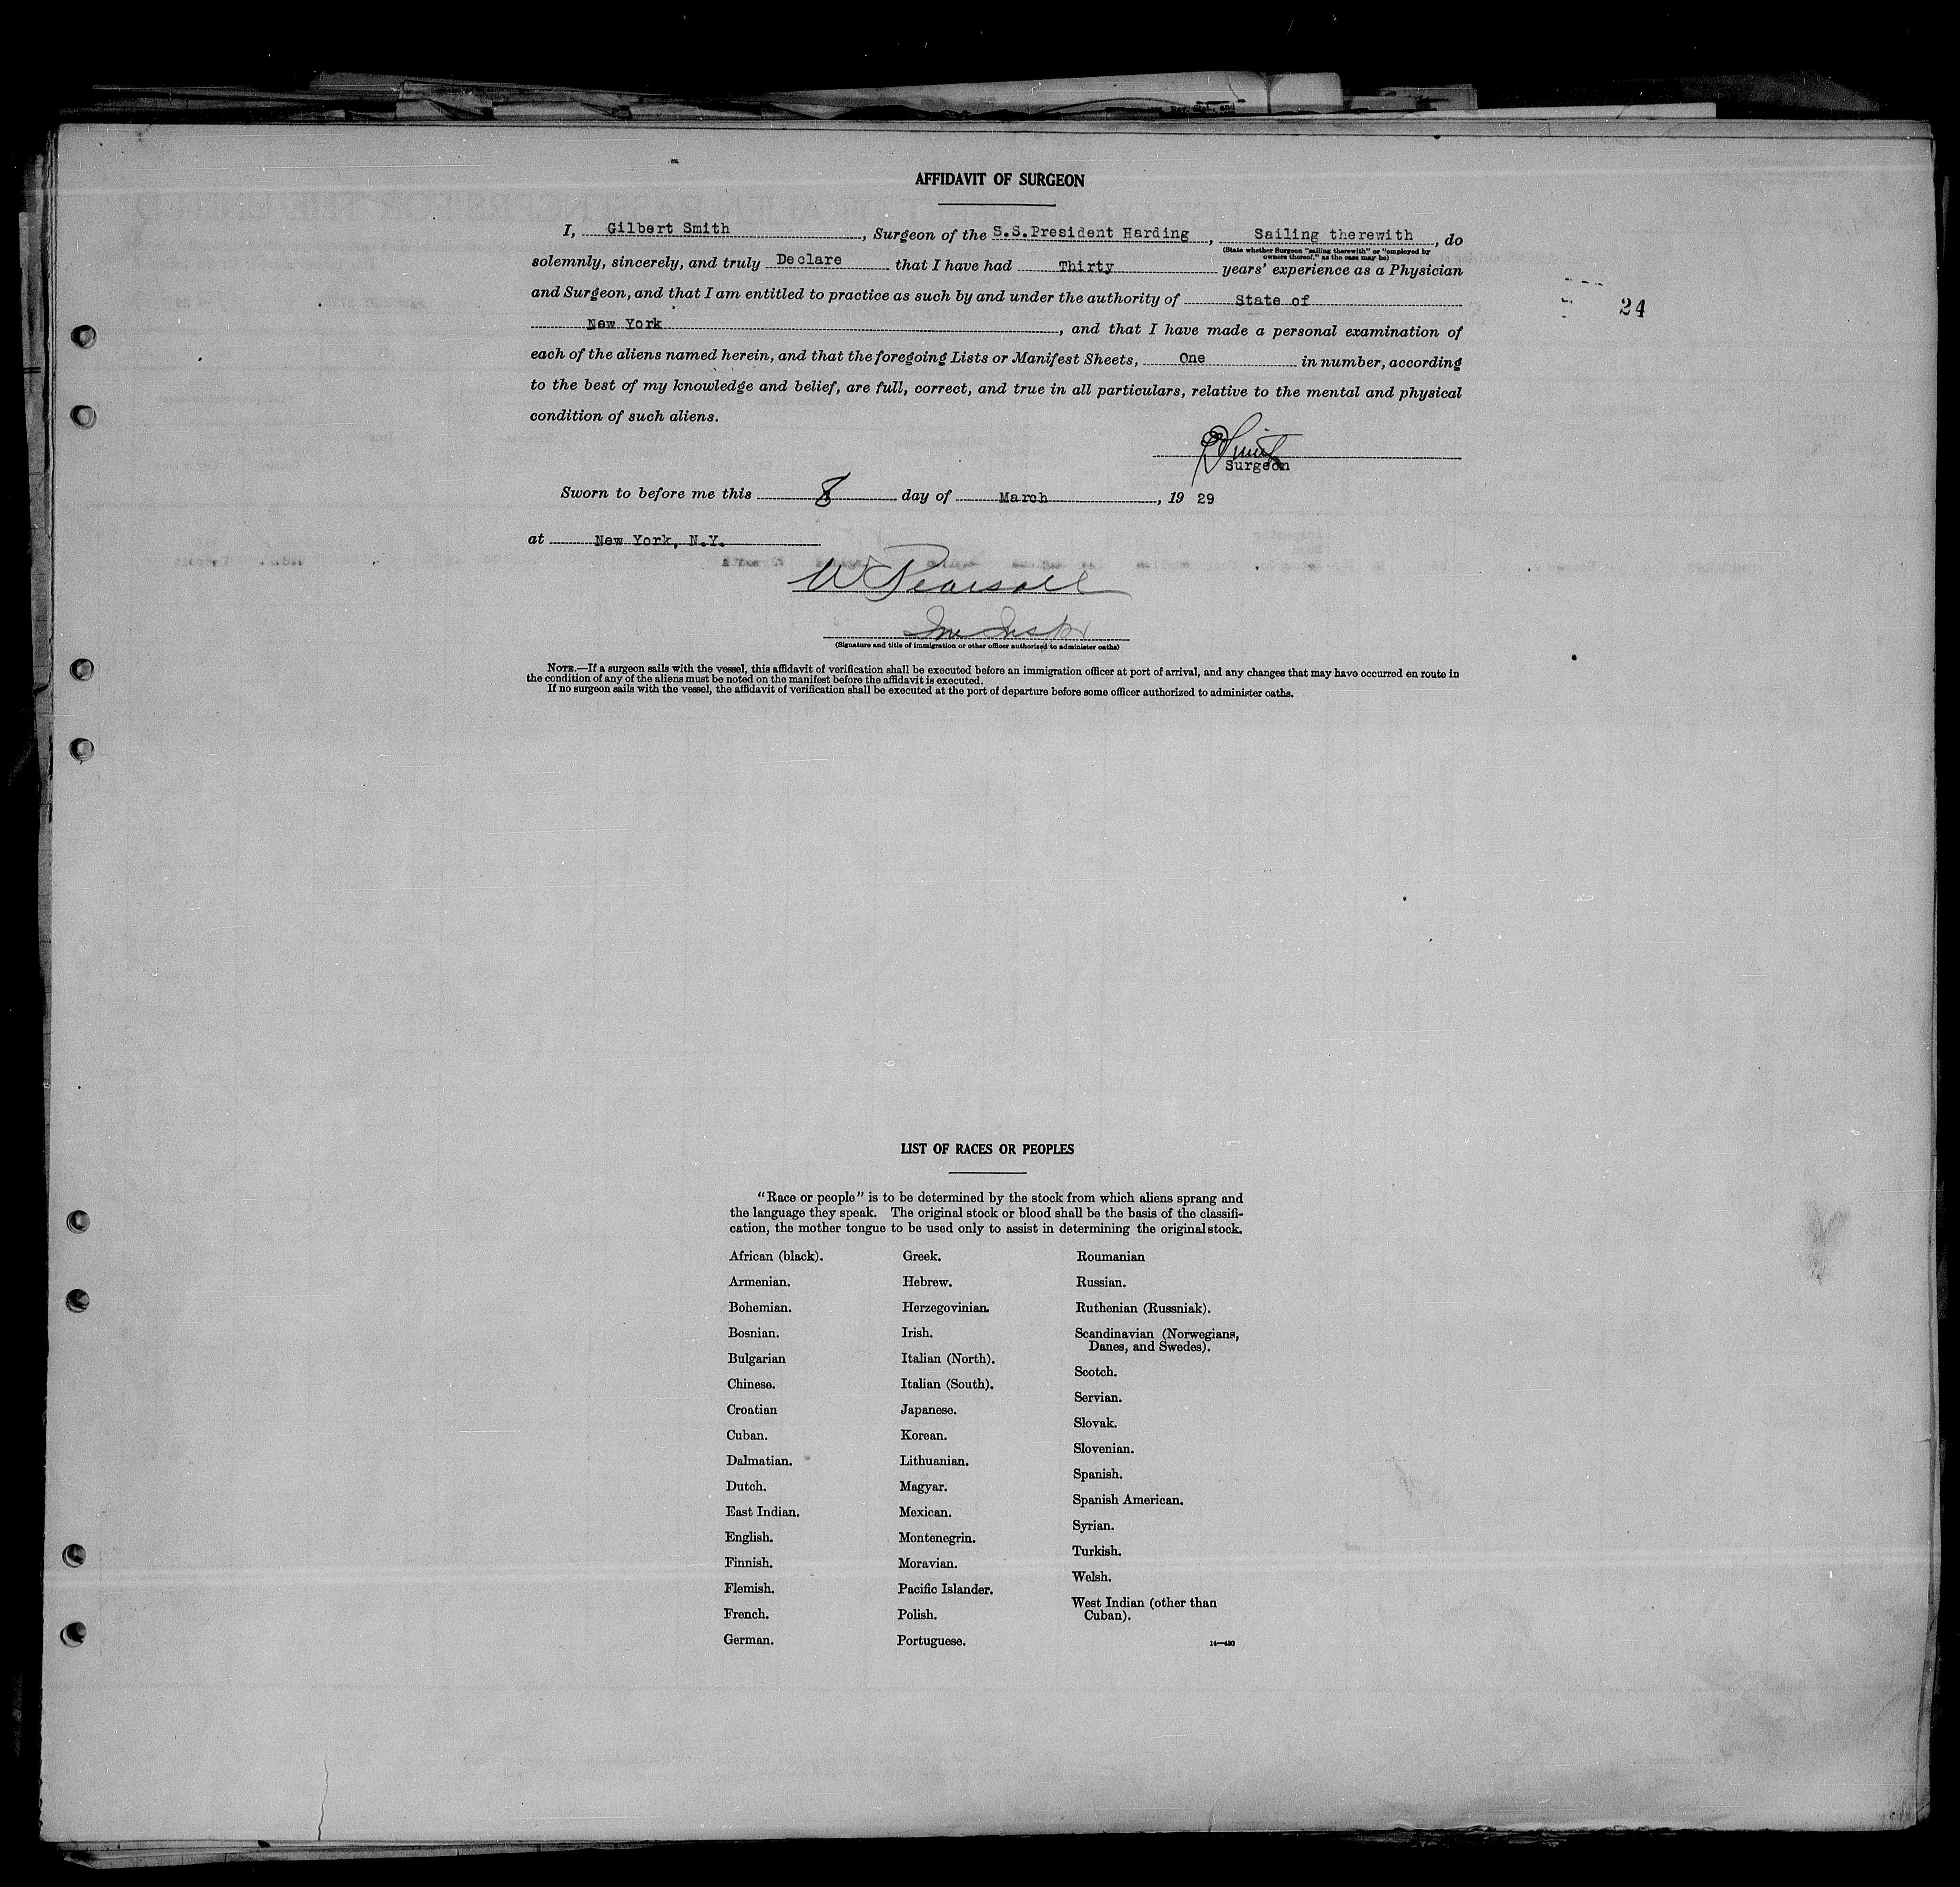 AFFIDAVIT OF SURGEON
I, Gilbert Smith, Surgeon of the S.S.President Harding, Sailing therewith, do
(State whether Surgeon "sailing therewith" or "employed by
owners thereof," as the case may be)
solemnly, sincerely, and truly Declare that I have had Thirty years' experience as a Physician
and Surgeon, and that I am entitled to practice as such by and under the authority of State of
24
New York, and that I have made a personal examination of
each of the aliens named herein, and that the foregoing Lists or Manifest Sheets, One in number, according
to the best of my knowledge and belief, are full, correct, and true in all particulars, relative to the mental and physical
condition of such aliens.
Smith
Surgeon
Sworn to before me this 8 day of March, 19 29
at New York, N.Y.
W Pearsall
Imm Inspr
(Signature and title of immigration or other officer authorized to administer oaths)
NOTE.—If a surgeon sails with the vessel, this affidavit of verification shall be executed before an immigration officer at port of arrival, and any changes that may have occurred en route in
the condition of any of the aliens must be noted on the manifest before the affidavit is executed.
If no surgeon sails with the vessel, the affidavit of verification shall be executed at the port of departure before some officer authorized to administer oaths.
LIST OF RACES OR PEOPLES
"Race or people" is to be determined by the stock from which aliens sprang and
the language they speak. The original stock or blood shall be the basis of the classifi-
cation, the mother tongue to be used only to assist in determining the original stock.
African (black).
Armenian.
Bohemian.
Bosnian.
Bulgarian
Chinese.
Croatian
Cuban.
Dalmatian.
Dutch.
East Indian.
English.
Finnish.
Flemish.
French.
German.
Greek.
Hebrew.
Herzegovinian.
Irish.
Italian (North).
Italian (South).
Japanese.
Korean.
Lithuanian.
Magyar.
Mexican.
Montenegrin.
Moravian.
Pacific Islander.
Polish.
Portuguese.
Roumanian
Russian.
Ruthenian (Russniak).
Scandinavian (Norwegians,
Danes, and Swedes).
Scotch.
Servian.
Slovak.
Slovenian.
Spanish.
Spanish American.
Syrian.
Turkish.
Welsh.
West Indian (other than
Cuban).
14—430